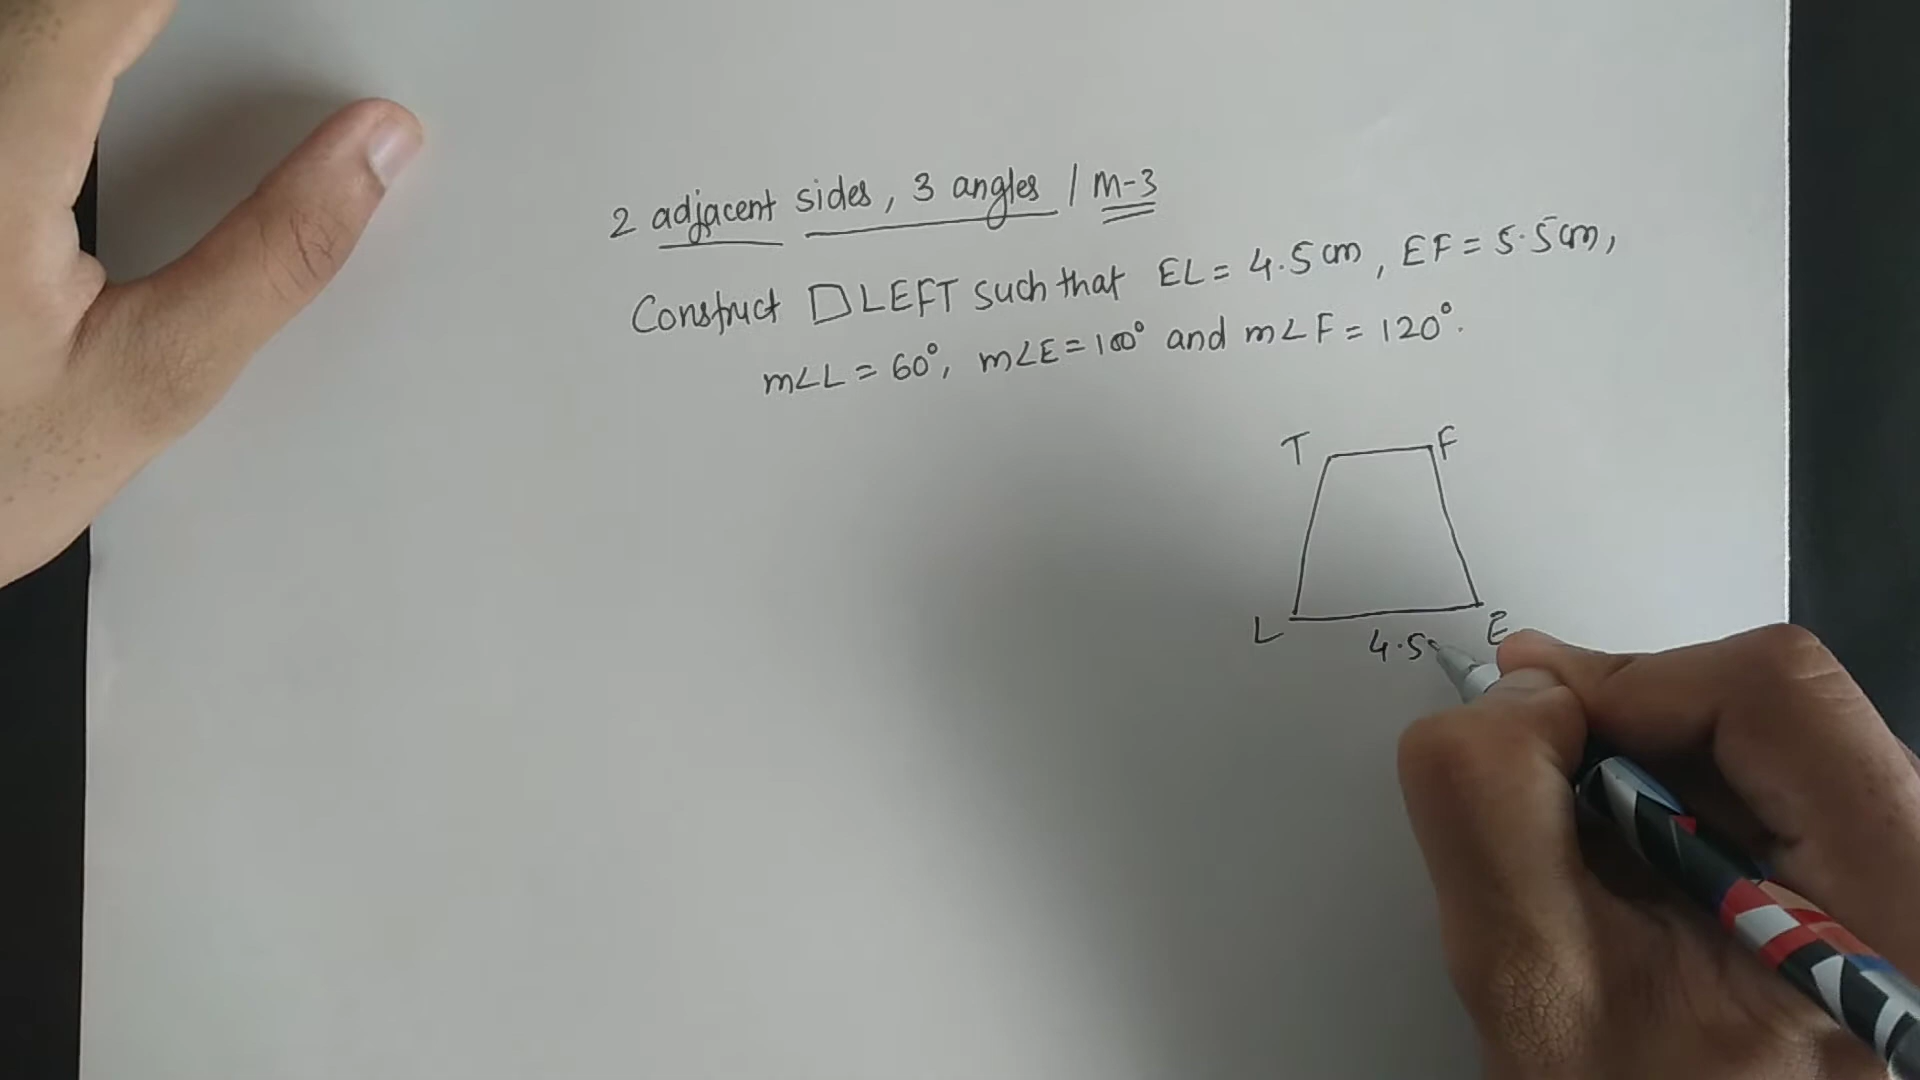 2 adjacent sides, 3 angles / M-3
Construct □ LEFT such that EL = 4.5 cm, EF = 5.5 cm,
m∠L = 60°, m∠E = 100° and m∠F = 120°.
T F
L E
4.5